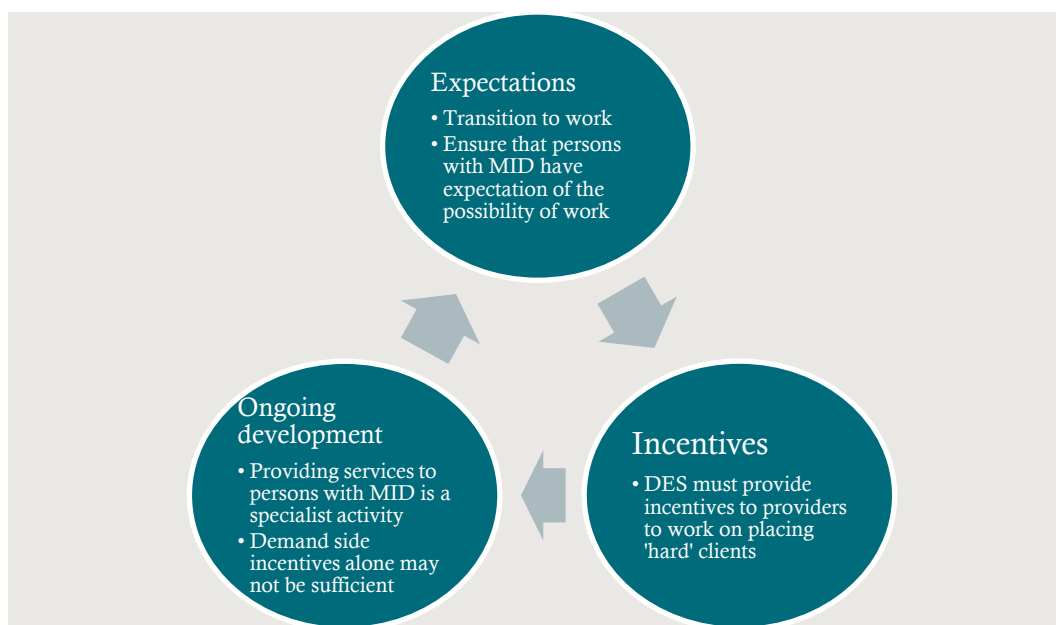 Expectations
• Transition to work
• Ensure that persons
with MID have
expectation of the
possibility of work
Incentives
• DES must provide
incentives to providers
to work on placing
'hard' clients
Ongoing
development
• Providing services to
persons with MID is a
specialist activity
• Demand side
incentives alone may
not be sufficient